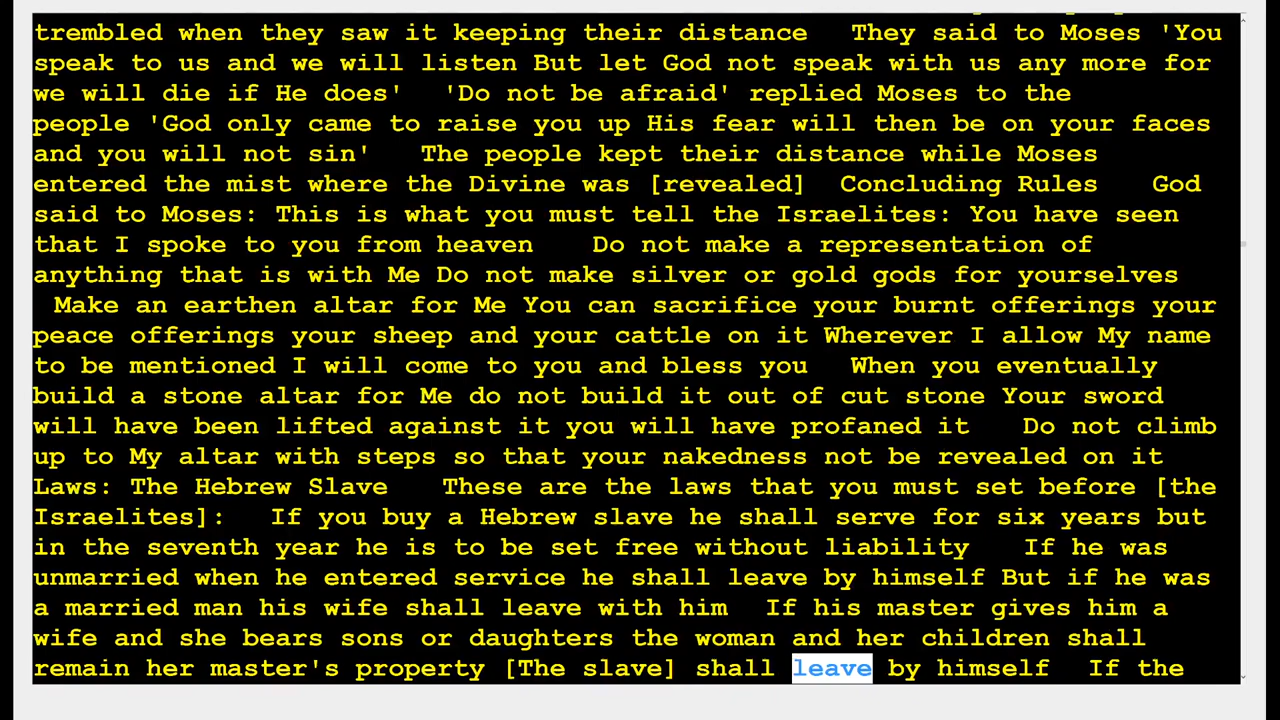 trembled when they saw it keeping their distance   They said to Moses 'You
speak to us and we will listen But let God not speak with us any more for
we will die if He does'   'Do not be afraid' replied Moses to the
people 'God only came to raise you up His fear will then be on your faces
and you will not sin'   The people kept their distance while Moses
entered the mist where the Divine was [revealed]  Concluding Rules   God
said to Moses: This is what you must tell the Israelites: You have seen
that I spoke to you from heaven   Do not make a representation of
anything that is with Me Do not make silver or gold gods for yourselves
Make an earthen altar for Me You can sacrifice your burnt offerings your
peace offerings your sheep and your cattle on it Wherever I allow My name
to be mentioned I will come to you and bless you   When you eventually
build a stone altar for Me do not build it out of cut stone Your sword
will have been lifted against it you will have profaned it   Do not climb
up to My altar with steps so that your nakedness not be revealed on it
Laws: The Hebrew Slave   These are the laws that you must set before [the
Israelites]:   If you buy a Hebrew slave he shall serve for six years but
in the seventh year he is to be set free without liability   If he was
unmarried when he entered service he shall leave by himself But if he was
a married man his wife shall leave with him  If his master gives him a
wife and she bears sons or daughters the woman and her children shall
remain her master's property [The slave] shall leave by himself  If the